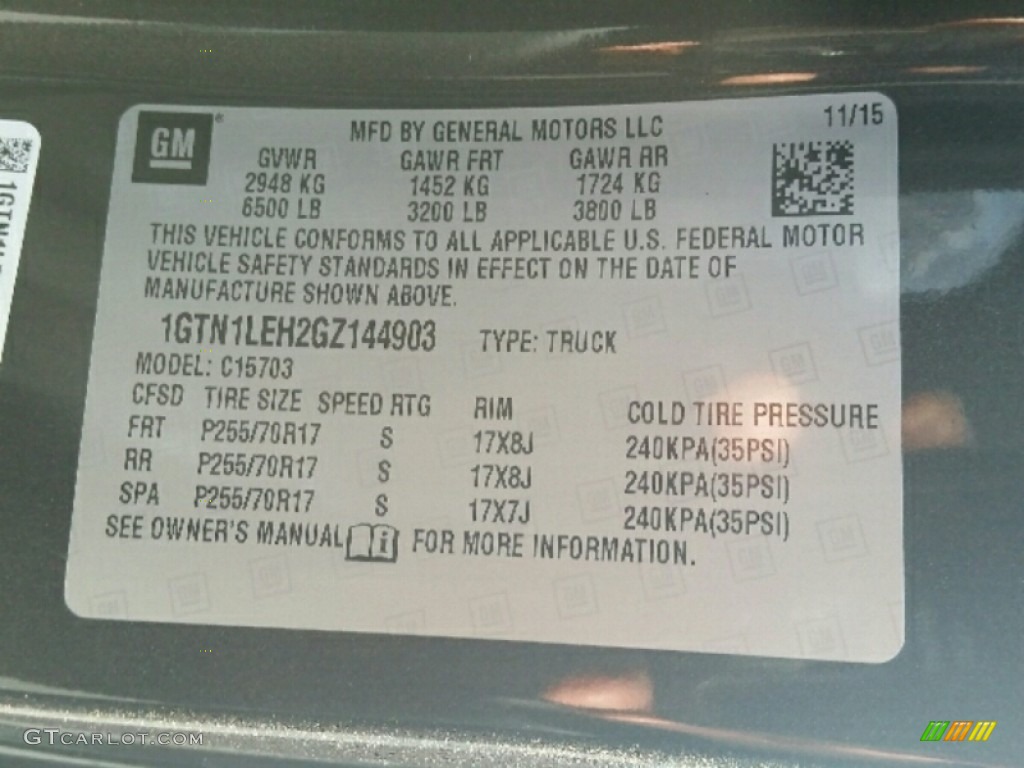 GM ® MFD BY GENERAL MOTORS LLC 11/15
GVWR GAWR FRT GAWR RR
2948 KG 1452 KG 1724 KG
6500 LB 3200 LB 3800 LB
THIS VEHICLE CONFORMS TO ALL APPLICABLE U.S. FEDERAL MOTOR
VEHICLE SAFETY STANDARDS IN EFFECT ON THE DATE OF
MANUFACTURE SHOWN ABOVE.
1GTN1LEH2GZ144903 TYPE: TRUCK
MODEL: C15703
CFSD TIRE SIZE SPEED RTG RIM COLD TIRE PRESSURE
FRT P255/70R17 S 17X8J 240KPA(35PSI)
RR P255/70R17 S 17X8J 240KPA(35PSI)
SPA P255/70R17 S 17X7J 240KPA(35PSI)
SEE OWNER'S MANUAL i FOR MORE INFORMATION.
GTCARLOT.COM